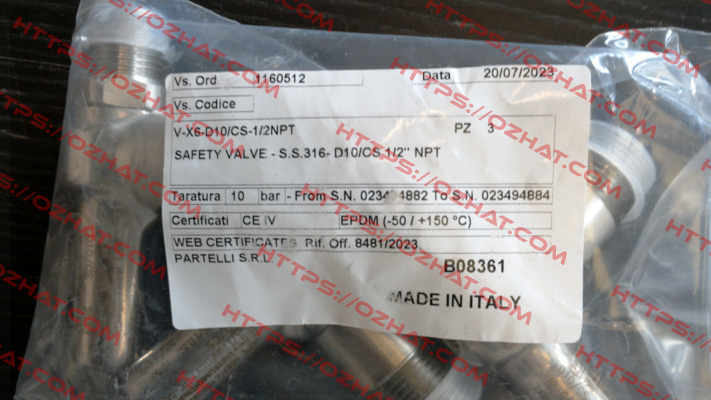 Vs. Ord 1160512 Data 20/07/2023
Vs. Codice
V-X6-D10/CS-1/2NPT PZ 3
SAFETY VALVE - S.S.316- D10/CS 1/2" NPT
Taratura 10 bar - From S.N. 023494882 To S.N. 023494884
Certificati CE IV EPDM (-50 / +150 °C)
WEB CERTIFICATES Rif. Off. 8481/2023
PARTELLI S.R.L.
B08361
MADE IN ITALY
HTTPS://OZHAT.COM